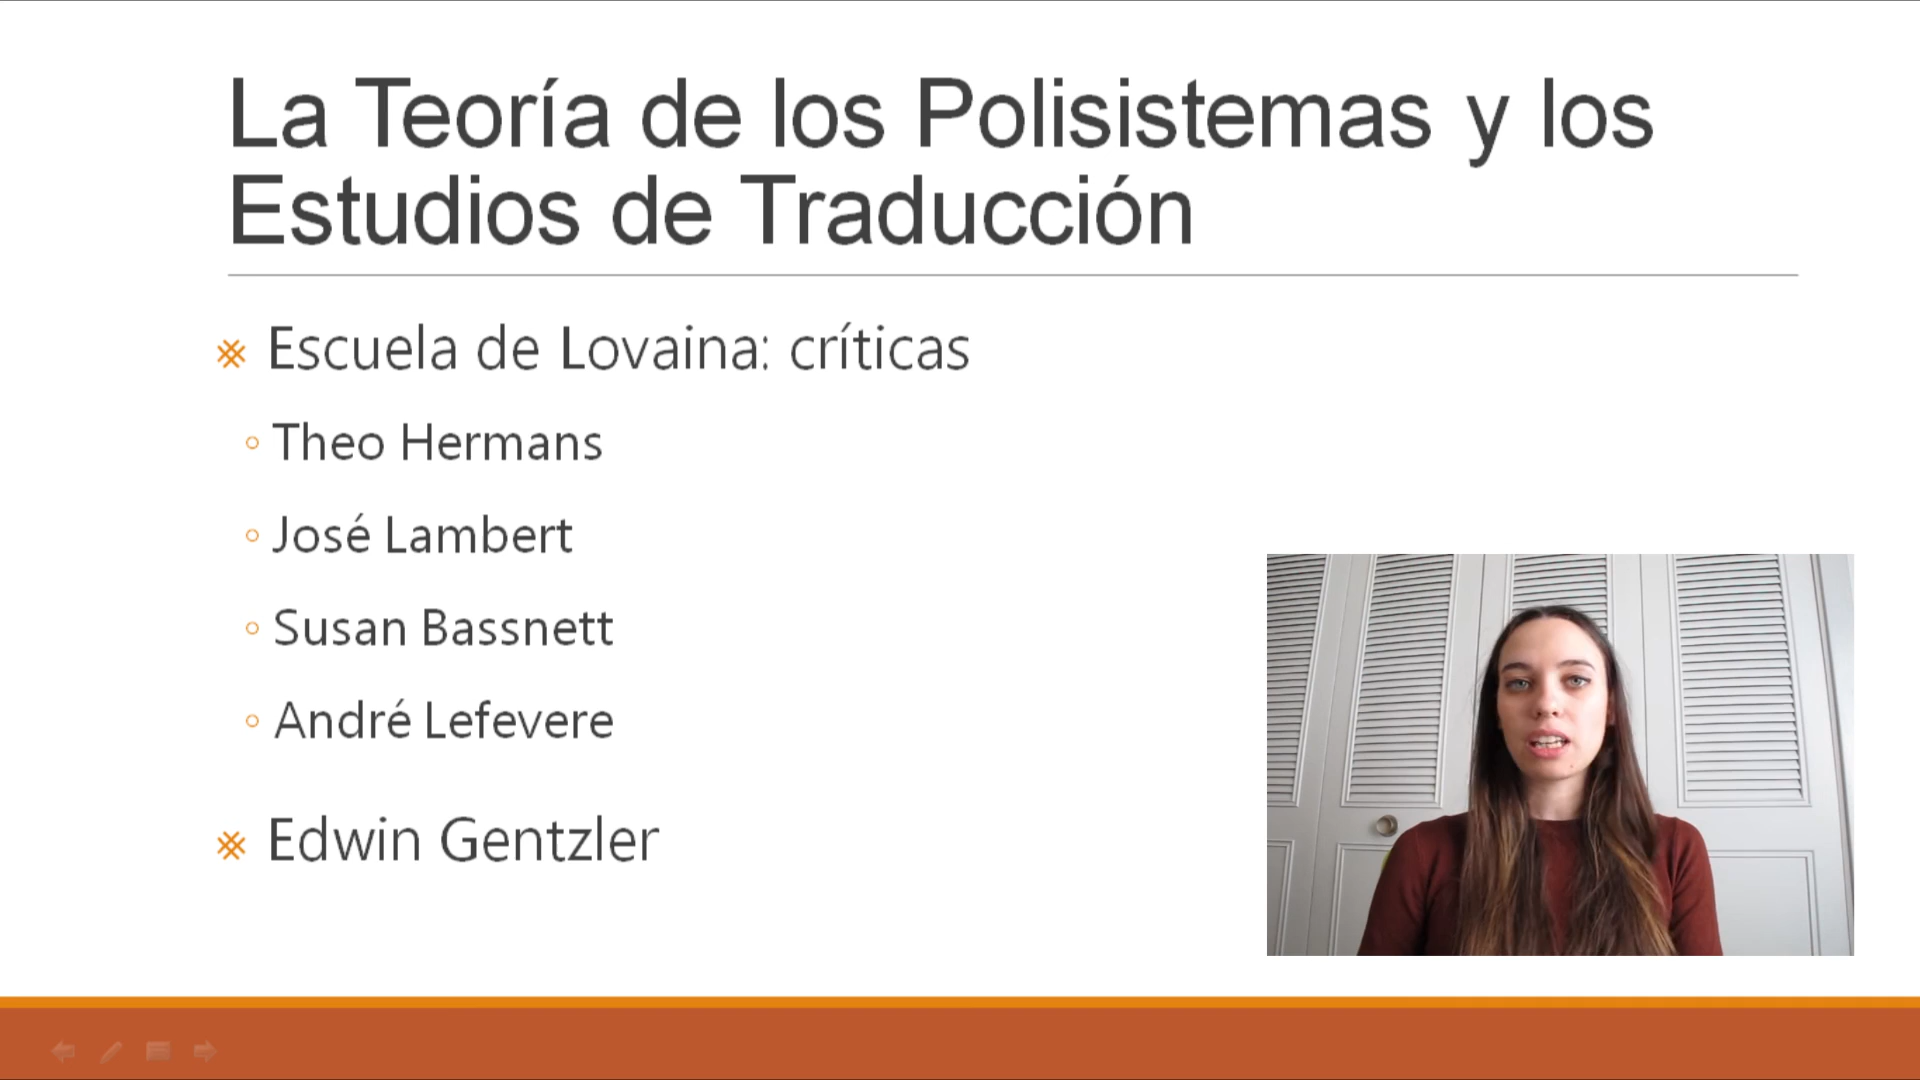 La Teoría de los Polisistemas y los
Estudios de Traducción
Escuela de Lovaina: críticas
Theo Hermans
José Lambert
Susan Bassnett
André Lefevere
Edwin Gentzler